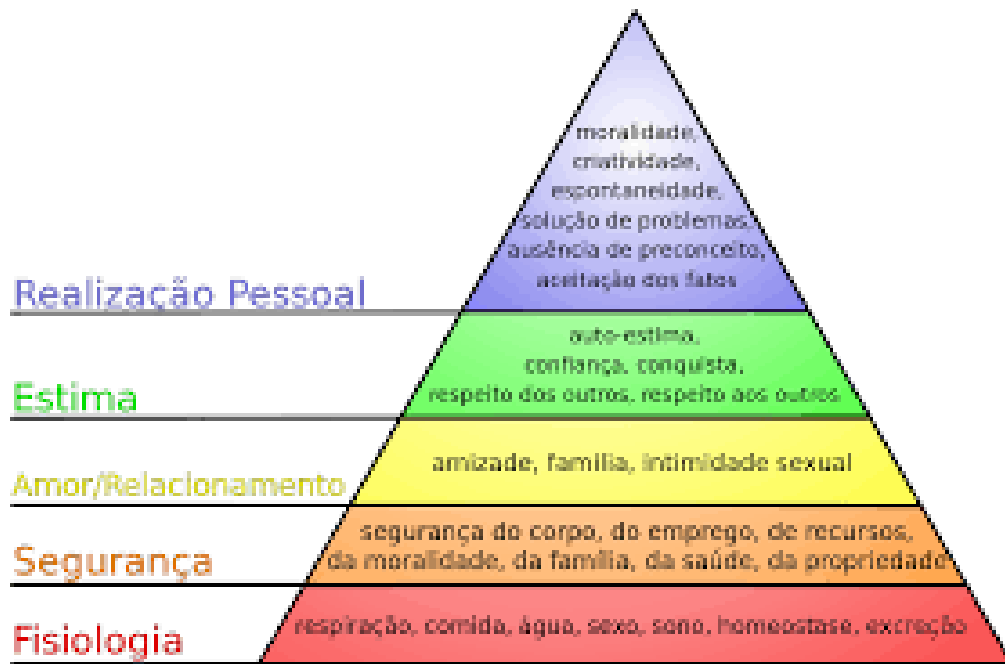 moralidade,
criatividade,
espontaneidade,
solução de problemas,
ausência de preconceito,
aceitação dos fatos
Realização Pessoal
auto-estima,
confiança, conquista,
respeito dos outros, respeito aos outros
Estima
amizade, família, intimidade sexual
Amor/Relacionamento
segurança do corpo, do emprego, de recursos,
da moralidade, da família, da saúde, da propriedade
Segurança
respiração, comida, água, sexo, sono, homeostase, excreção
Fisiologia